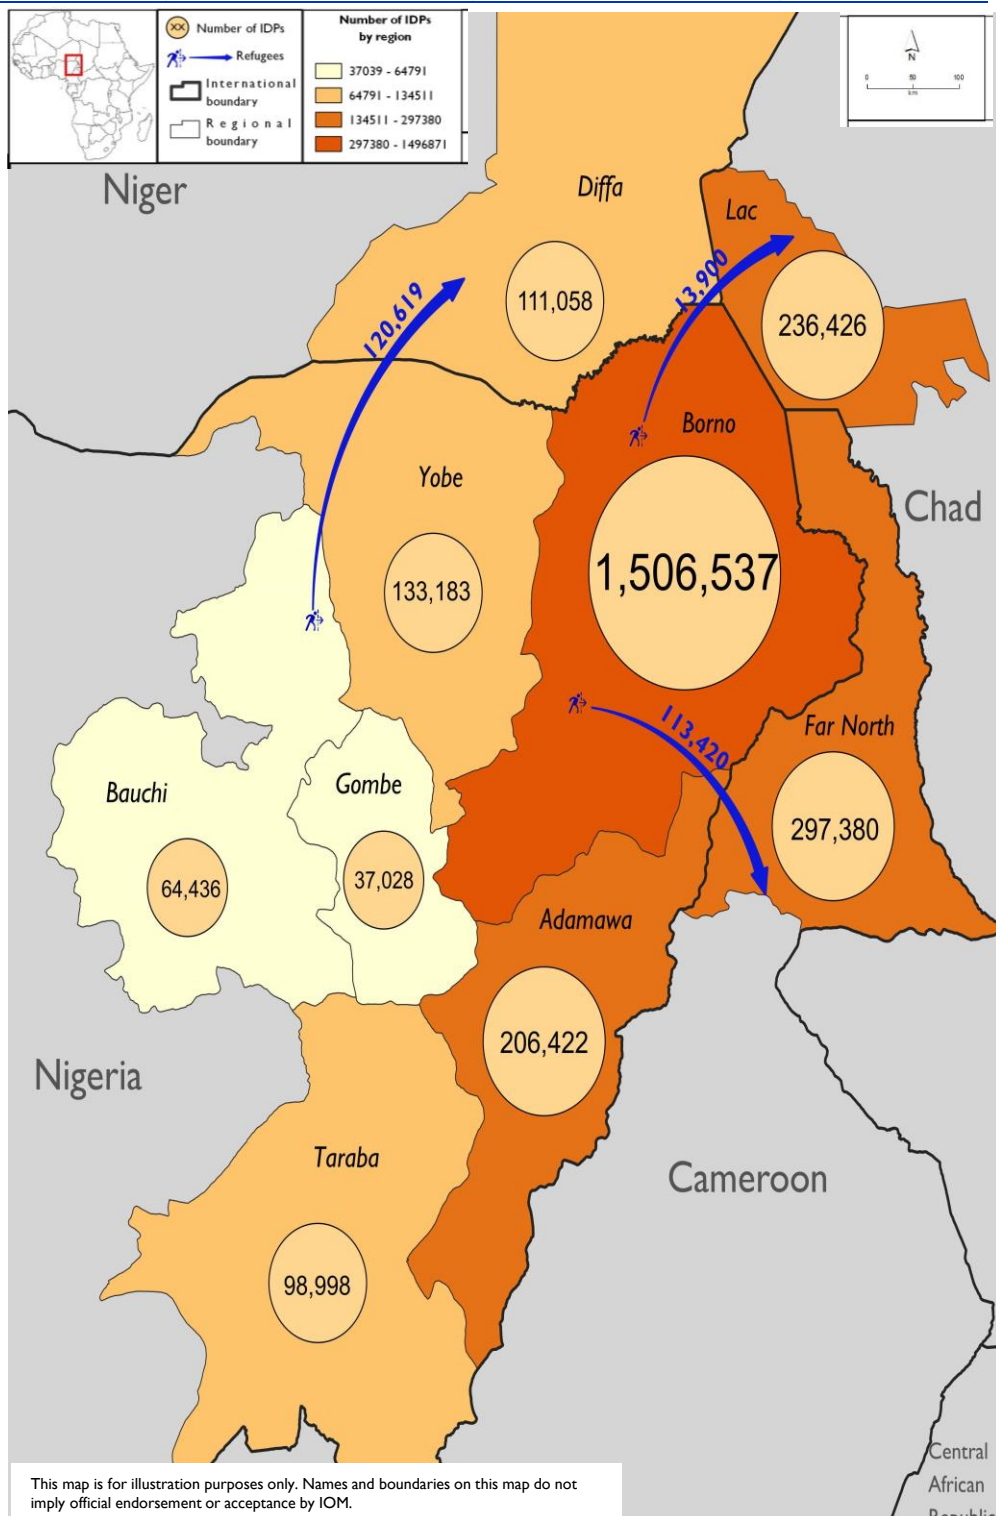 XX Number of IDPs
Refugees
International
boundary
Regional
boundary
Number of IDPs
by region
37039 - 64791
64791 - 134511
134511 - 297380
297380 - 1496871
N
0 50 100
km
Niger
Diffa
Lac
111,058
120,619
13,900
236,426
Borno
Yobe
Chad
1,506,537
133,183
113,420
Far North
Bauchi
Gombe
297,380
64,436
37,028
Adamawa
206,422
Nigeria
Taraba
Cameroon
98,998
Central
African
Republic
This map is for illustration purposes only. Names and boundaries on this map do not
imply official endorsement or acceptance by IOM.